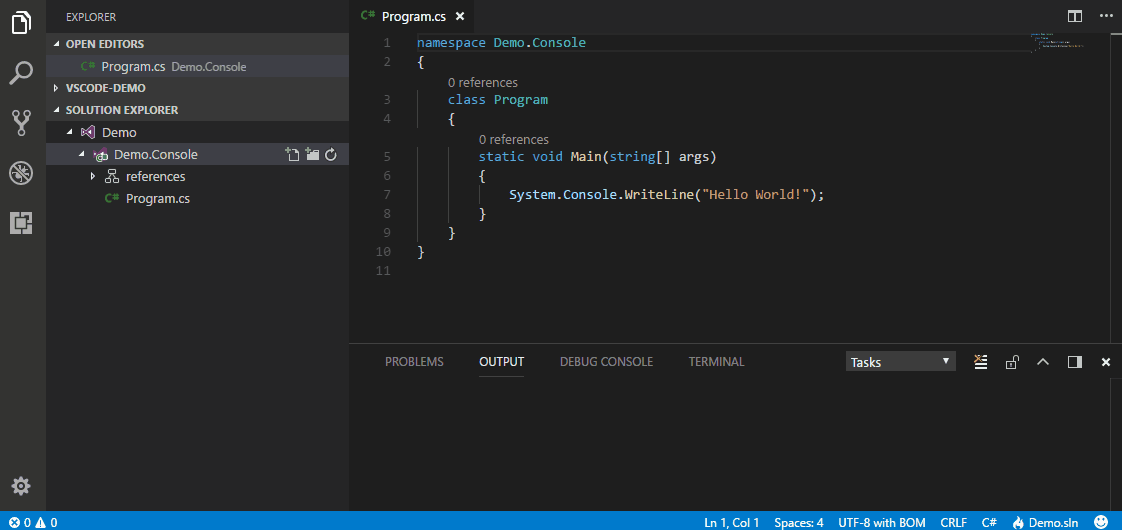 EXPLORER
OPEN EDITORS
C# Program.cs Demo.Console
VSCODE-DEMO
SOLUTION EXPLORER
Demo
Demo.Console
references
C# Program.cs
C# Program.cs
1 namespace Demo.Console
2 {
0 references
3 class Program
4 {
0 references
5 static void Main(string[] args)
6 {
7 System.Console.WriteLine("Hello World!");
8 }
9 }
10 }
11
PROBLEMS OUTPUT DEBUG CONSOLE TERMINAL Tasks
0 0 Ln 1, Col 1 Spaces: 4 UTF-8 with BOM CRLF C# Demo.sln